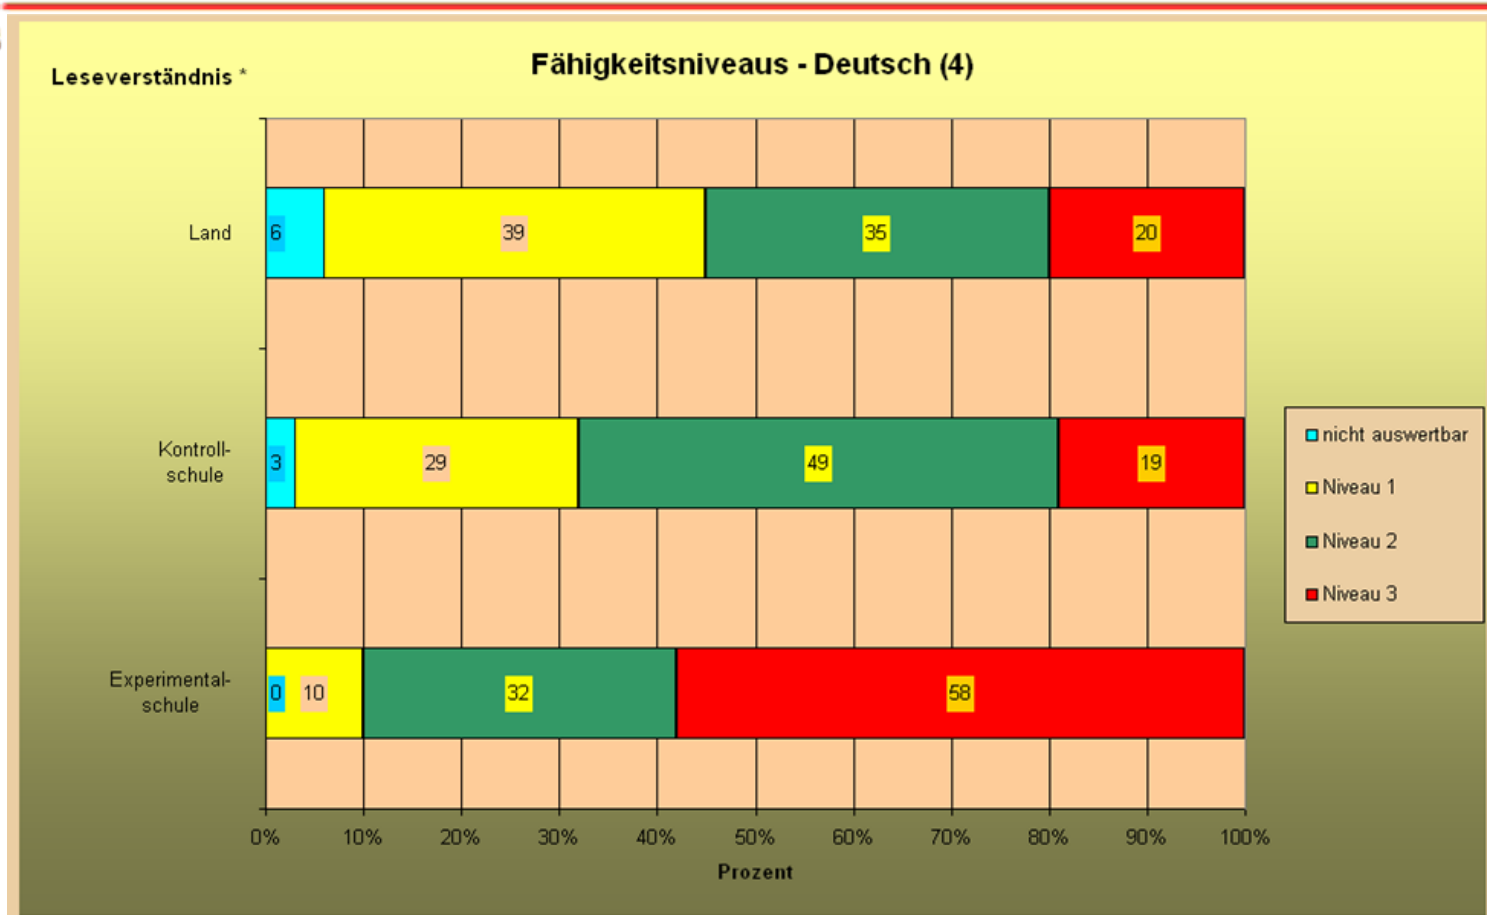 Fähigkeitsniveaus - Deutsch (4)
Leseverständnis *
Land
6 39 35 20
Kontroll-
schule
3 29 49 19
Experimental-
schule
0 10 32 58
0% 10% 20% 30% 40% 50% 60% 70% 80% 90% 100%
Prozent
nicht auswertbar
Niveau 1
Niveau 2
Niveau 3